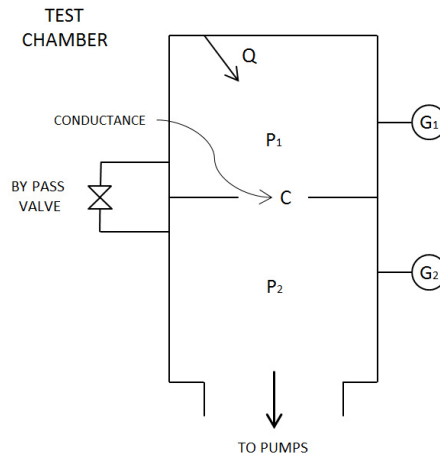 TEST
CHAMBER
Q
G1
CONDUCTANCE
P1
BY PASS
VALVE
C
G2
P2
TO PUMPS